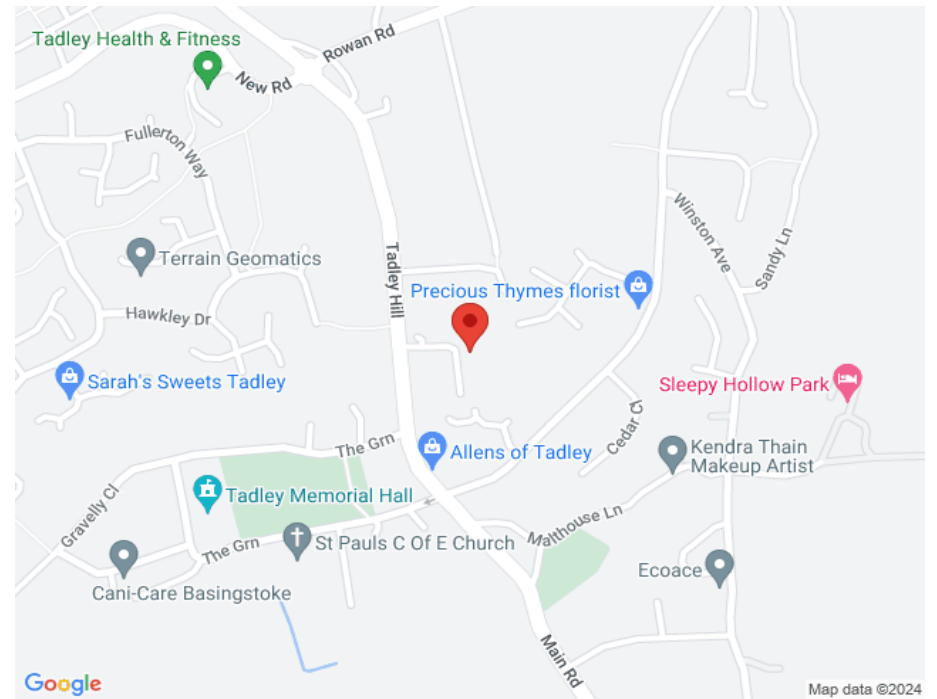 Tadley Health & Fitness
Rowan Rd
New Rd
Fullerton Way
Winston Ave
Sandy Ln
Tadley Hill
Terrain Geomatics
Precious Thymes florist
Hawkley Dr
Sarah's Sweets Tadley
Sleepy Hollow Park
Cedar Cl
The Grn
Allens of Tadley
Kendra Thain
Makeup Artist
Gravelly Cl
Tadley Memorial Hall
Malthouse Ln
The Grn
St Pauls C Of E Church
Ecoace
Cani-Care Basingstoke
Main Rd
Google
Map data ©2024